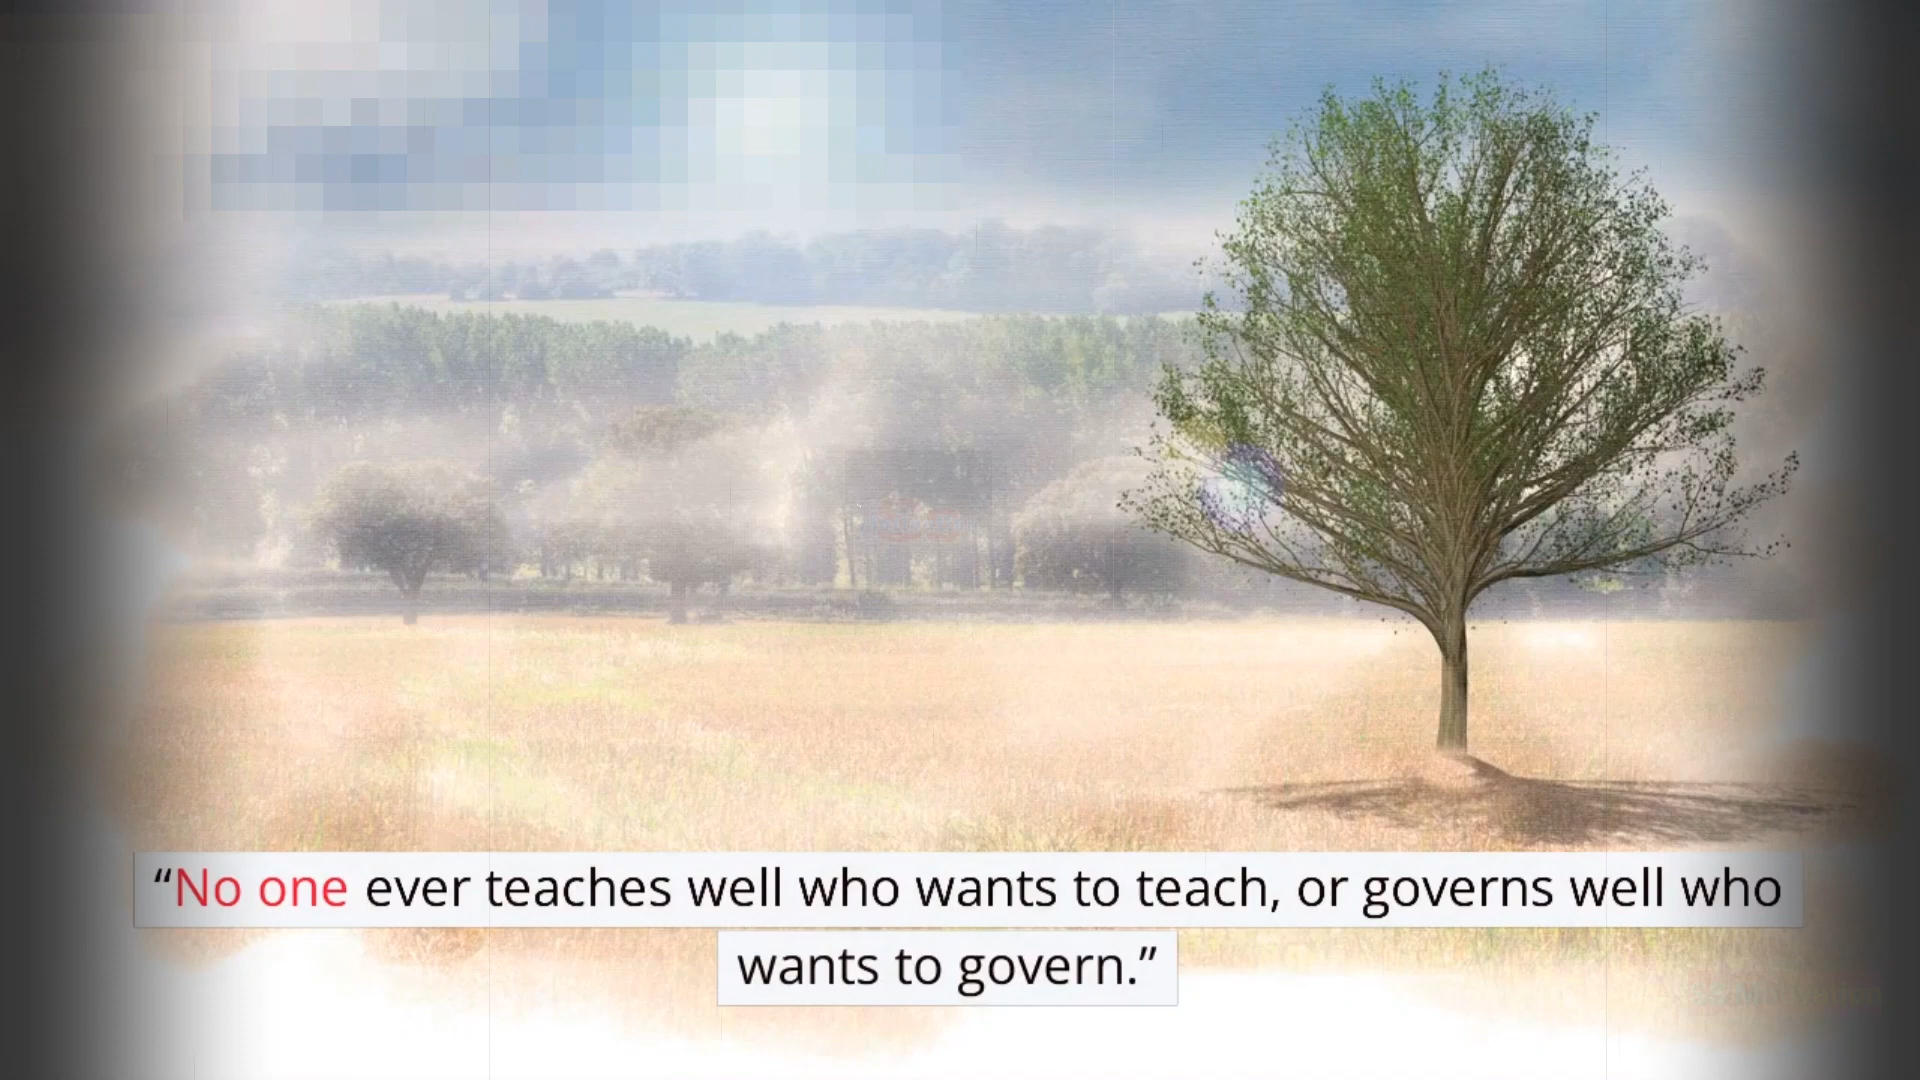 “No one ever teaches well who wants to teach, or governs well who
wants to govern.”